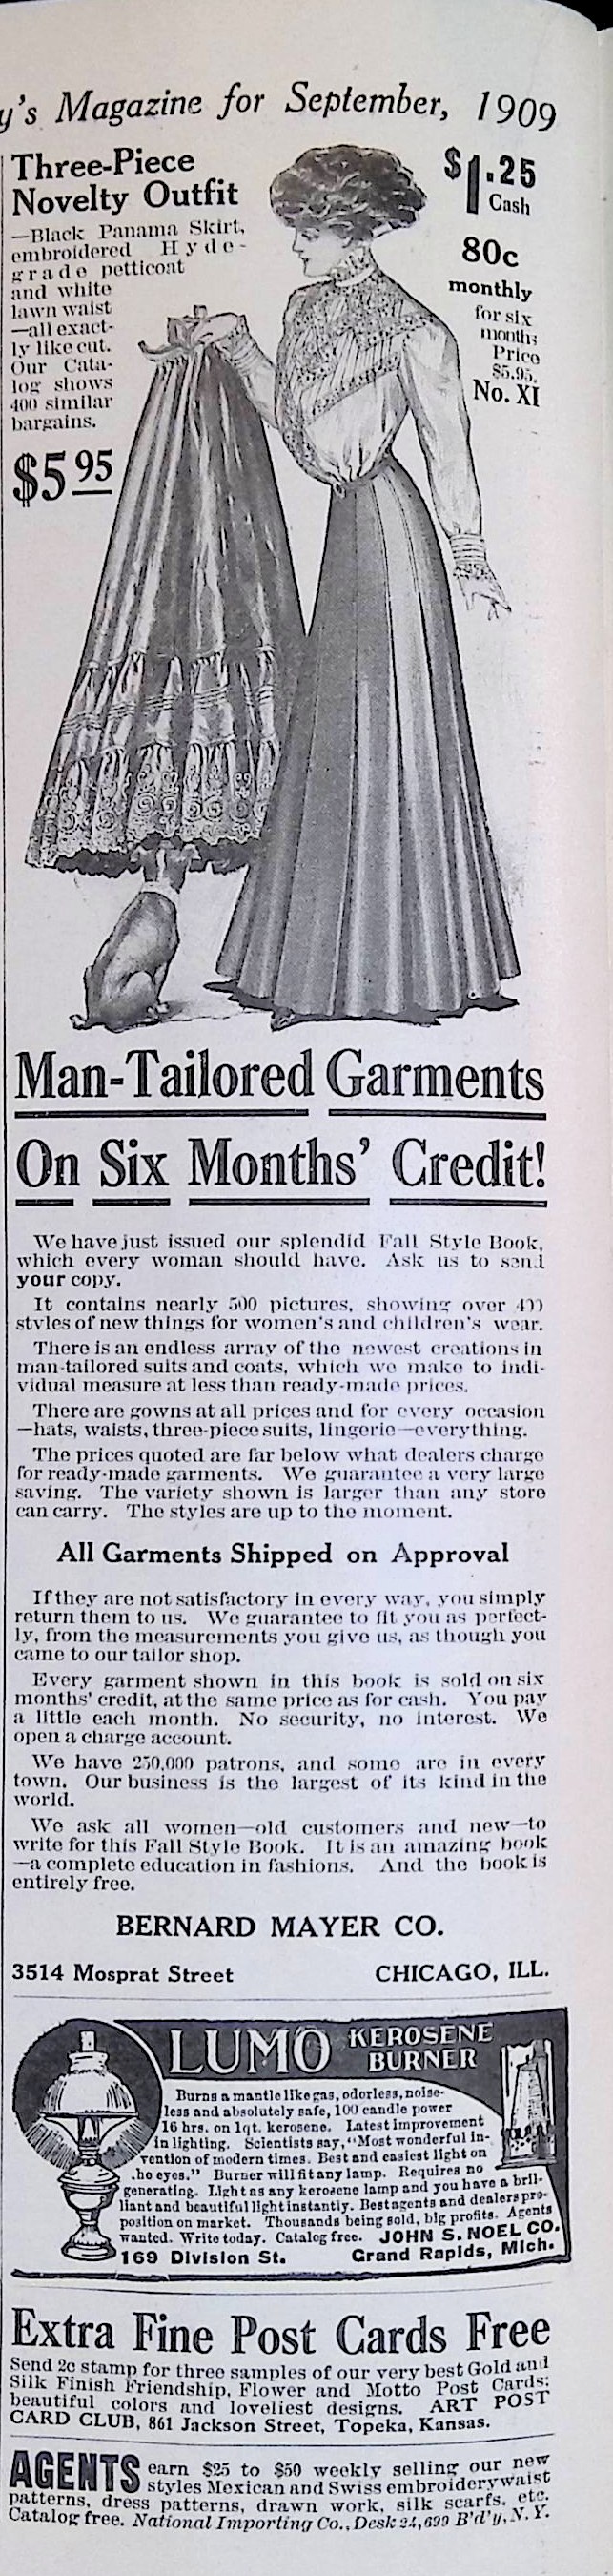 y's Magazine for September, 1909
Three-Piece
Novelty Outfit
—Black Panama Skirt,
embroidered Hyde-
grade petticoat
and white
lawn waist
—all exact-
ly like cut.
Our Cata-
log shows
400 similar
bargains.
$5 95
$1.25
Cash
80c
monthly
for six
months
Price
$5.95.
No. XI
Man-Tailored Garments
On Six Months' Credit!
We have just issued our splendid Fall Style Book,
which every woman should have. Ask us to send
your copy.
It contains nearly 500 pictures, showing over 400
styles of new things for women's and children's wear.
There is an endless array of the newest creations in
man-tailored suits and coats, which we make to indi-
vidual measure at less than ready-made prices.
There are gowns at all prices and for every occasion
—hats, waists, three-piece suits, lingerie—everything.
The prices quoted are far below what dealers charge
for ready-made garments. We guarantee a very large
saving. The variety shown is larger than any store
can carry. The styles are up to the moment.
All Garments Shipped on Approval
If they are not satisfactory in every way, you simply
return them to us. We guarantee to fit you as perfect-
ly, from the measurements you give us, as though you
came to our tailor shop.
Every garment shown in this book is sold on six
months' credit, at the same price as for cash. You pay
a little each month. No security, no interest. We
open a charge account.
We have 250,000 patrons, and some are in every
town. Our business is the largest of its kind in the
world.
We ask all women—old customers and new—to
write for this Fall Style Book. It is an amazing book
—a complete education in fashions. And the book is
entirely free.
BERNARD MAYER CO.
3514 Mosprat Street CHICAGO, ILL.
LUMO KEROSENE
BURNER
Burns a mantle like gas, odorless, noise-
less and absolutely safe, 100 candle power
16 hrs. on 1 qt. kerosene. Latest improvement
in lighting. Scientists say, "Most wonderful in-
vention of modern times. Best and easiest light on
the eyes." Burner will fit any lamp. Requires no
generating. Light as any kerosene lamp and you have a bril-
liant and beautiful light instantly. Best agents and dealers pro-
position on market. Thousands being sold, big profits. Agents
wanted. Write today. Catalog free. JOHN S. NOEL CO.
169 Division St. Grand Rapids, Mich.
Extra Fine Post Cards Free
Send 2c stamp for three samples of our very best Gold and
Silk Finish Friendship, Flower and Motto Post Cards;
beautiful colors and loveliest designs. ART POST
CARD CLUB, 861 Jackson Street, Topeka, Kansas.
AGENTS earn $25 to $50 weekly selling our new
styles Mexican and Swiss embroidery waist
patterns, dress patterns, drawn work, silk scarfs, etc.
Catalog free. National Importing Co., Desk 24, 699 B'd'y, N. Y.